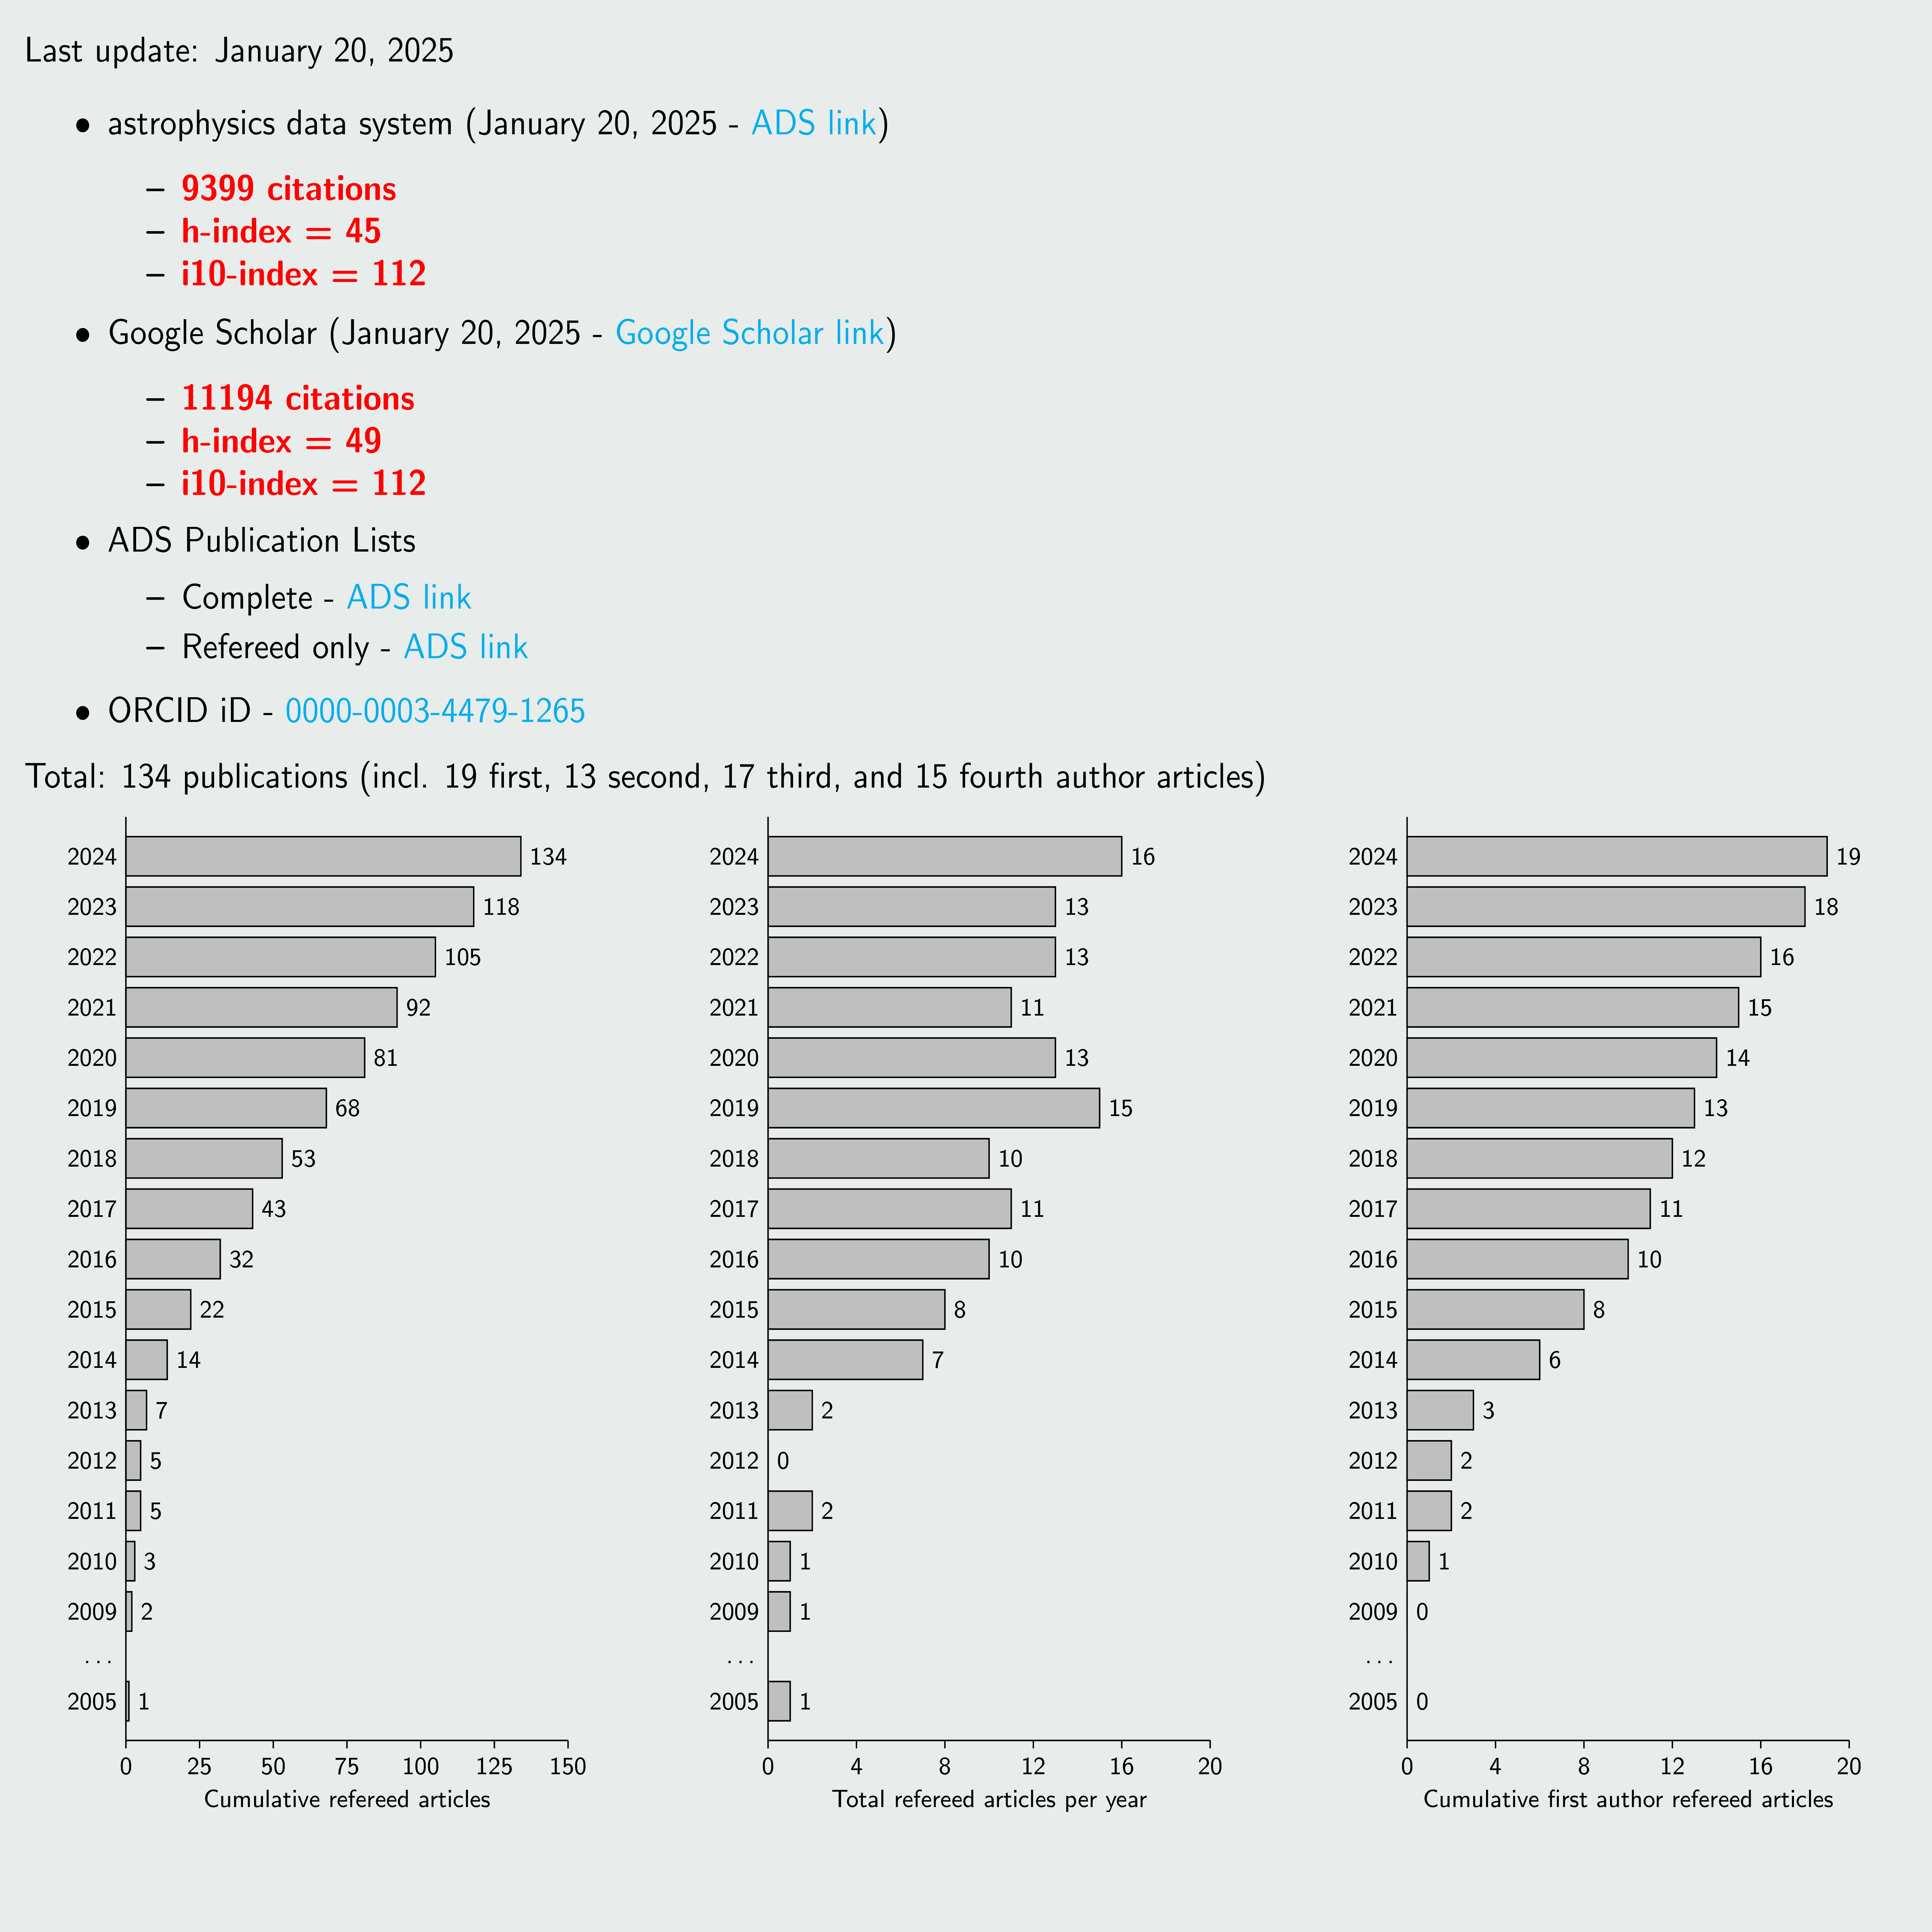 Last update: January 20, 2025
• astrophysics data system (January 20, 2025 - ADS link)
– 9399 citations
– h-index = 45
– i10-index = 112
• Google Scholar (January 20, 2025 - Google Scholar link)
– 11194 citations
– h-index = 49
– i10-index = 112
• ADS Publication Lists
– Complete - ADS link
– Refereed only - ADS link
• ORCID iD - 0000-0003-4479-1265
Total: 134 publications (incl. 19 first, 13 second, 17 third, and 15 fourth author articles)
2024 134
2023 118
2022 105
2021 92
2020 81
2019 68
2018 53
2017 43
2016 32
2015 22
2014 14
2013 7
2012 5
2011 5
2010 3
2009 2
...
2005 1
0 25 50 75 100 125 150
Cumulative refereed articles
2024 16
2023 13
2022 13
2021 11
2020 13
2019 15
2018 10
2017 11
2016 10
2015 8
2014 7
2013 2
2012 0
2011 2
2010 1
2009 1
...
2005 1
0 4 8 12 16 20
Total refereed articles per year
2024 19
2023 18
2022 16
2021 15
2020 14
2019 13
2018 12
2017 11
2016 10
2015 8
2014 6
2013 3
2012 2
2011 2
2010 1
2009 0
...
2005 0
0 4 8 12 16 20
Cumulative first author refereed articles